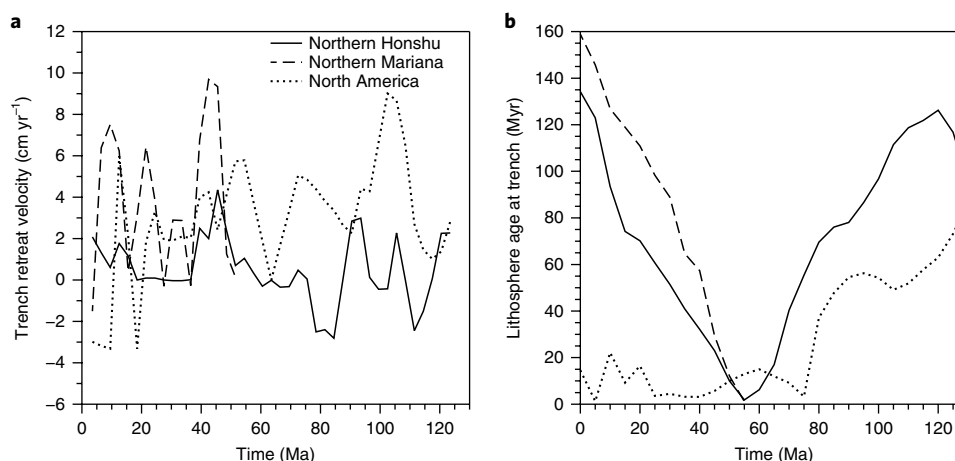 a
b
12
10
8
6
4
2
0
−2
−4
−6
Trench retreat velocity (cm yr−1)
Northern Honshu
Northern Mariana
North America
0 20 40 60 80 100 120
Time (Ma)
160
140
120
100
80
60
40
20
0
Lithosphere age at trench (Myr)
0 20 40 60 80 100 120
Time (Ma)